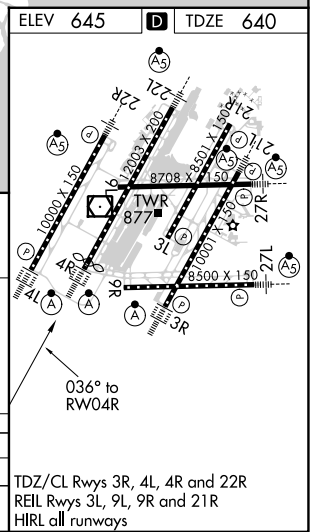 ELEV 645 D TDZE 640
A5
22R
22L
A5
P
12003 X 200
21R
8501 X 150
A5
21L
A5
P
10000 X 150
9L
8708 X 150
TWR
877
27R
P
P
3L
P
10001 X 150
4R
4L
A
A
9R
8500 X 150
27L
A5
P
P
A
3R
036° to
RW04R
TDZ/CL Rwys 3R, 4L, 4R and 22R
REIL Rwys 3L, 9L, 9R and 21R
HIRL all runways